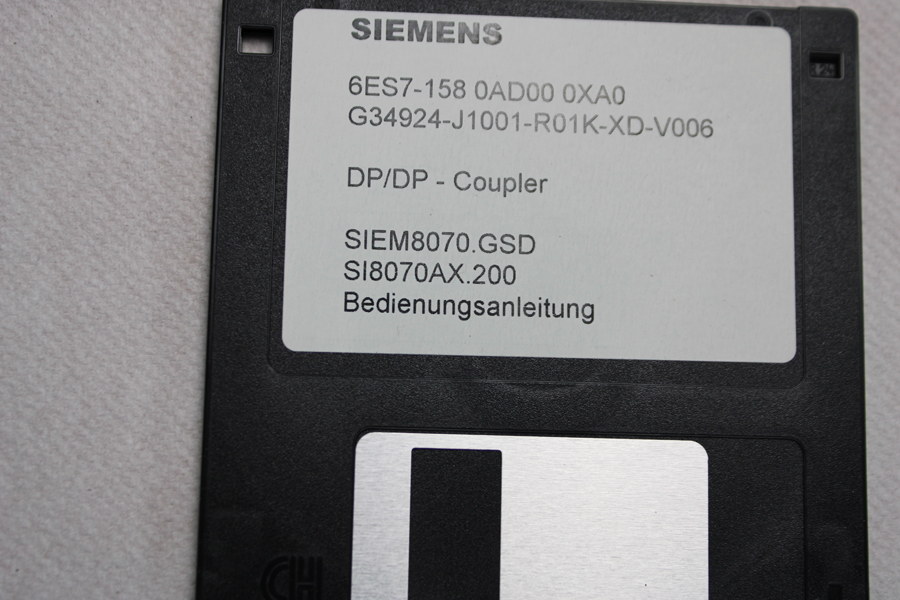 SIEMENS
6ES7-158 0AD00 0XA0
G34924-J1001-R01K-XD-V006
DP/DP - Coupler
SIEM8070.GSD
SI8070AX.200
Bedienungsanleitung